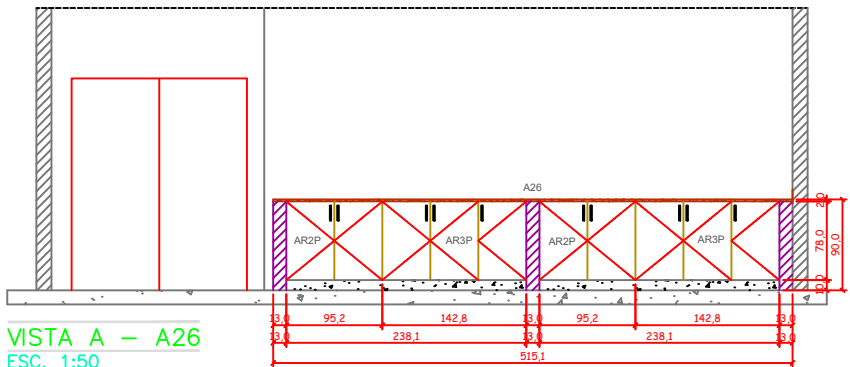 A26
AR2P
AR3P
AR2P
AR3P
2,0
78,0
90,0
10,0
13,0
95,2
142,8
13,0
95,2
142,8
13,0
13,0
238,1
13,0
238,1
13,0
515,1
VISTA A - A26
ESC. 1:50